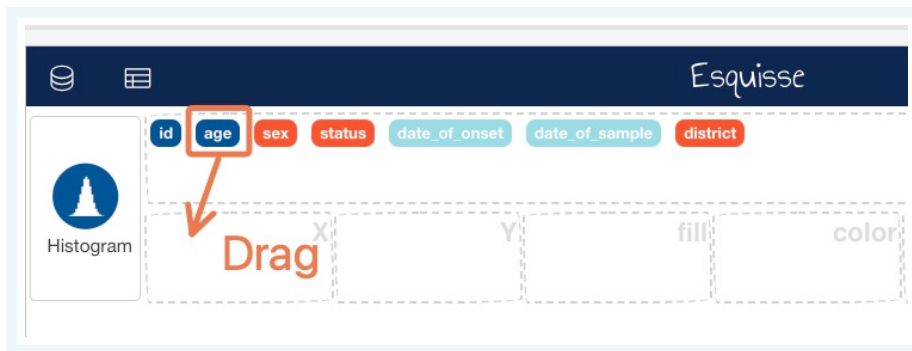 Esquisse
id age sex status date_of_onset date_of_sample district
Histogram
X Y fill color
Drag